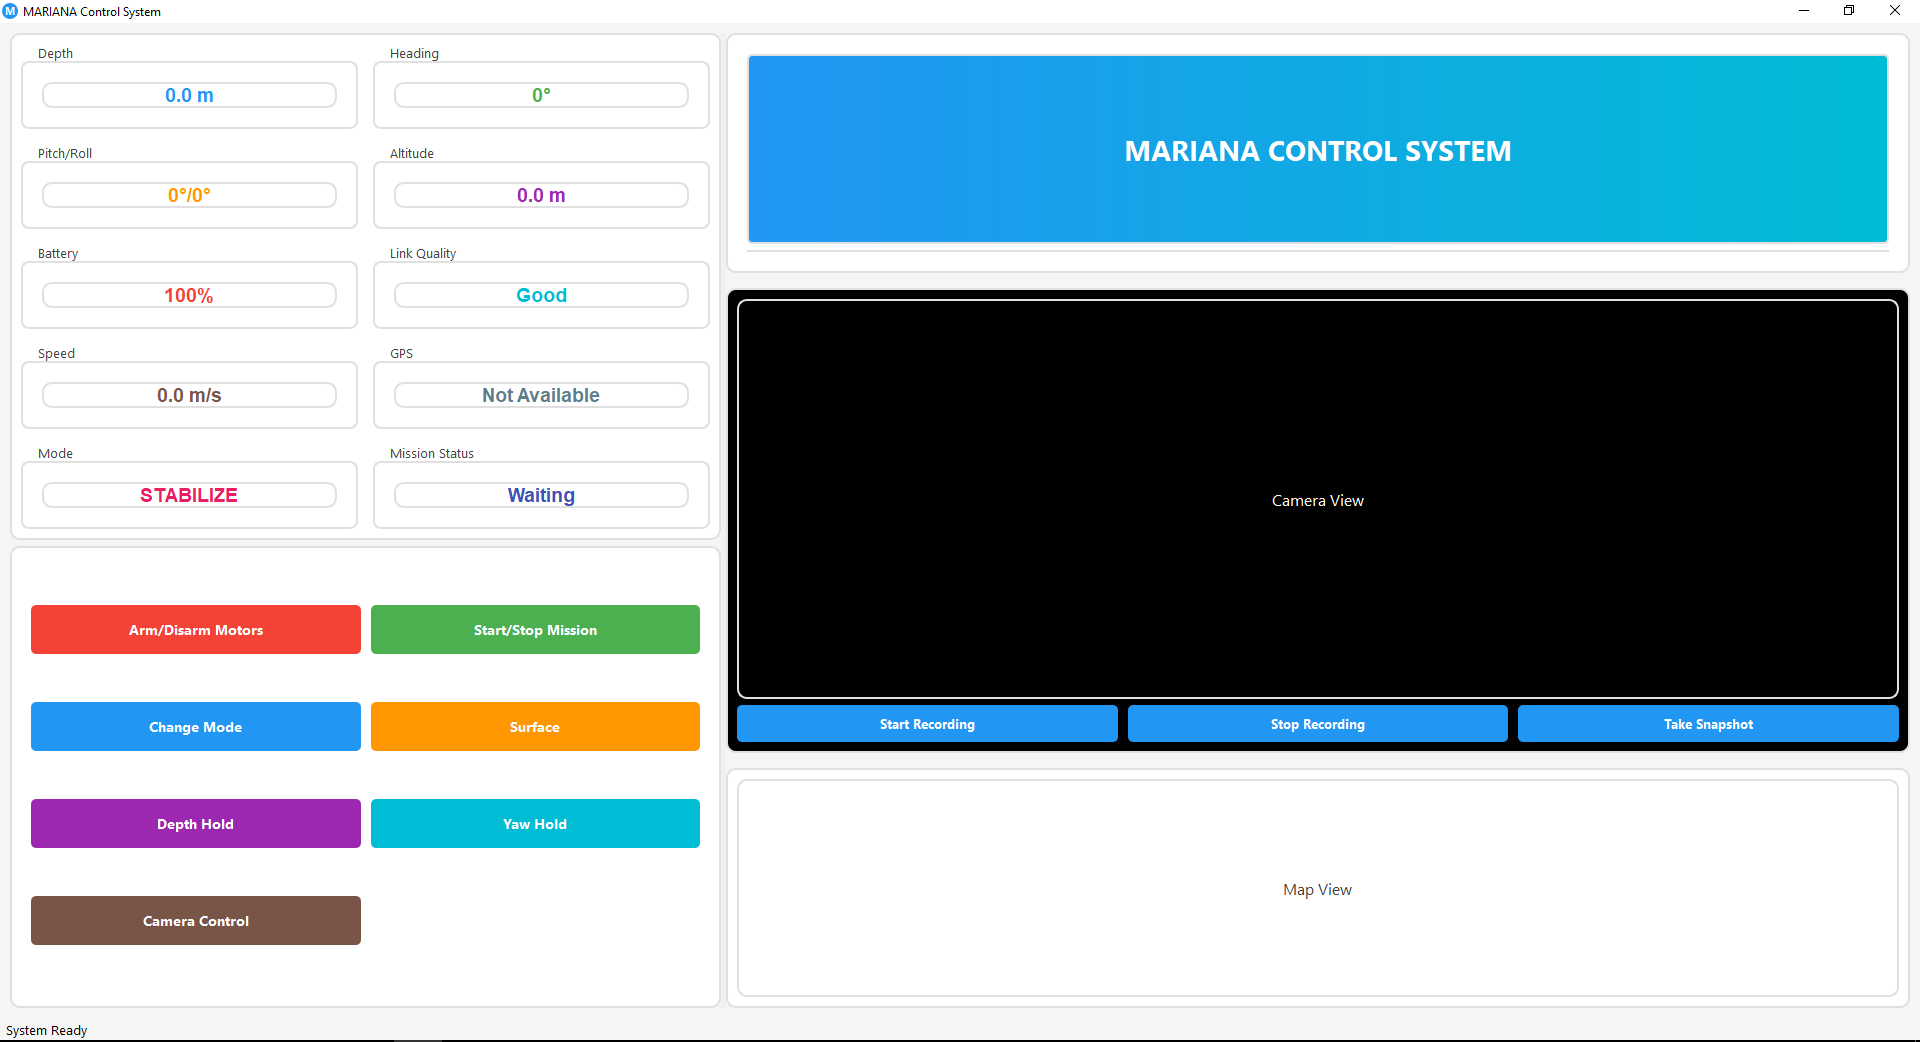 M MARIANA Control System
Depth
0.0 m
Heading
0°
Pitch/Roll
0°/0°
Altitude
0.0 m
Battery
100%
Link Quality
Good
Speed
0.0 m/s
GPS
Not Available
Mode
STABILIZE
Mission Status
Waiting
Arm/Disarm Motors
Start/Stop Mission
Change Mode
Surface
Depth Hold
Yaw Hold
Camera Control
MARIANA CONTROL SYSTEM
Camera View
Start Recording
Stop Recording
Take Snapshot
Map View
System Ready